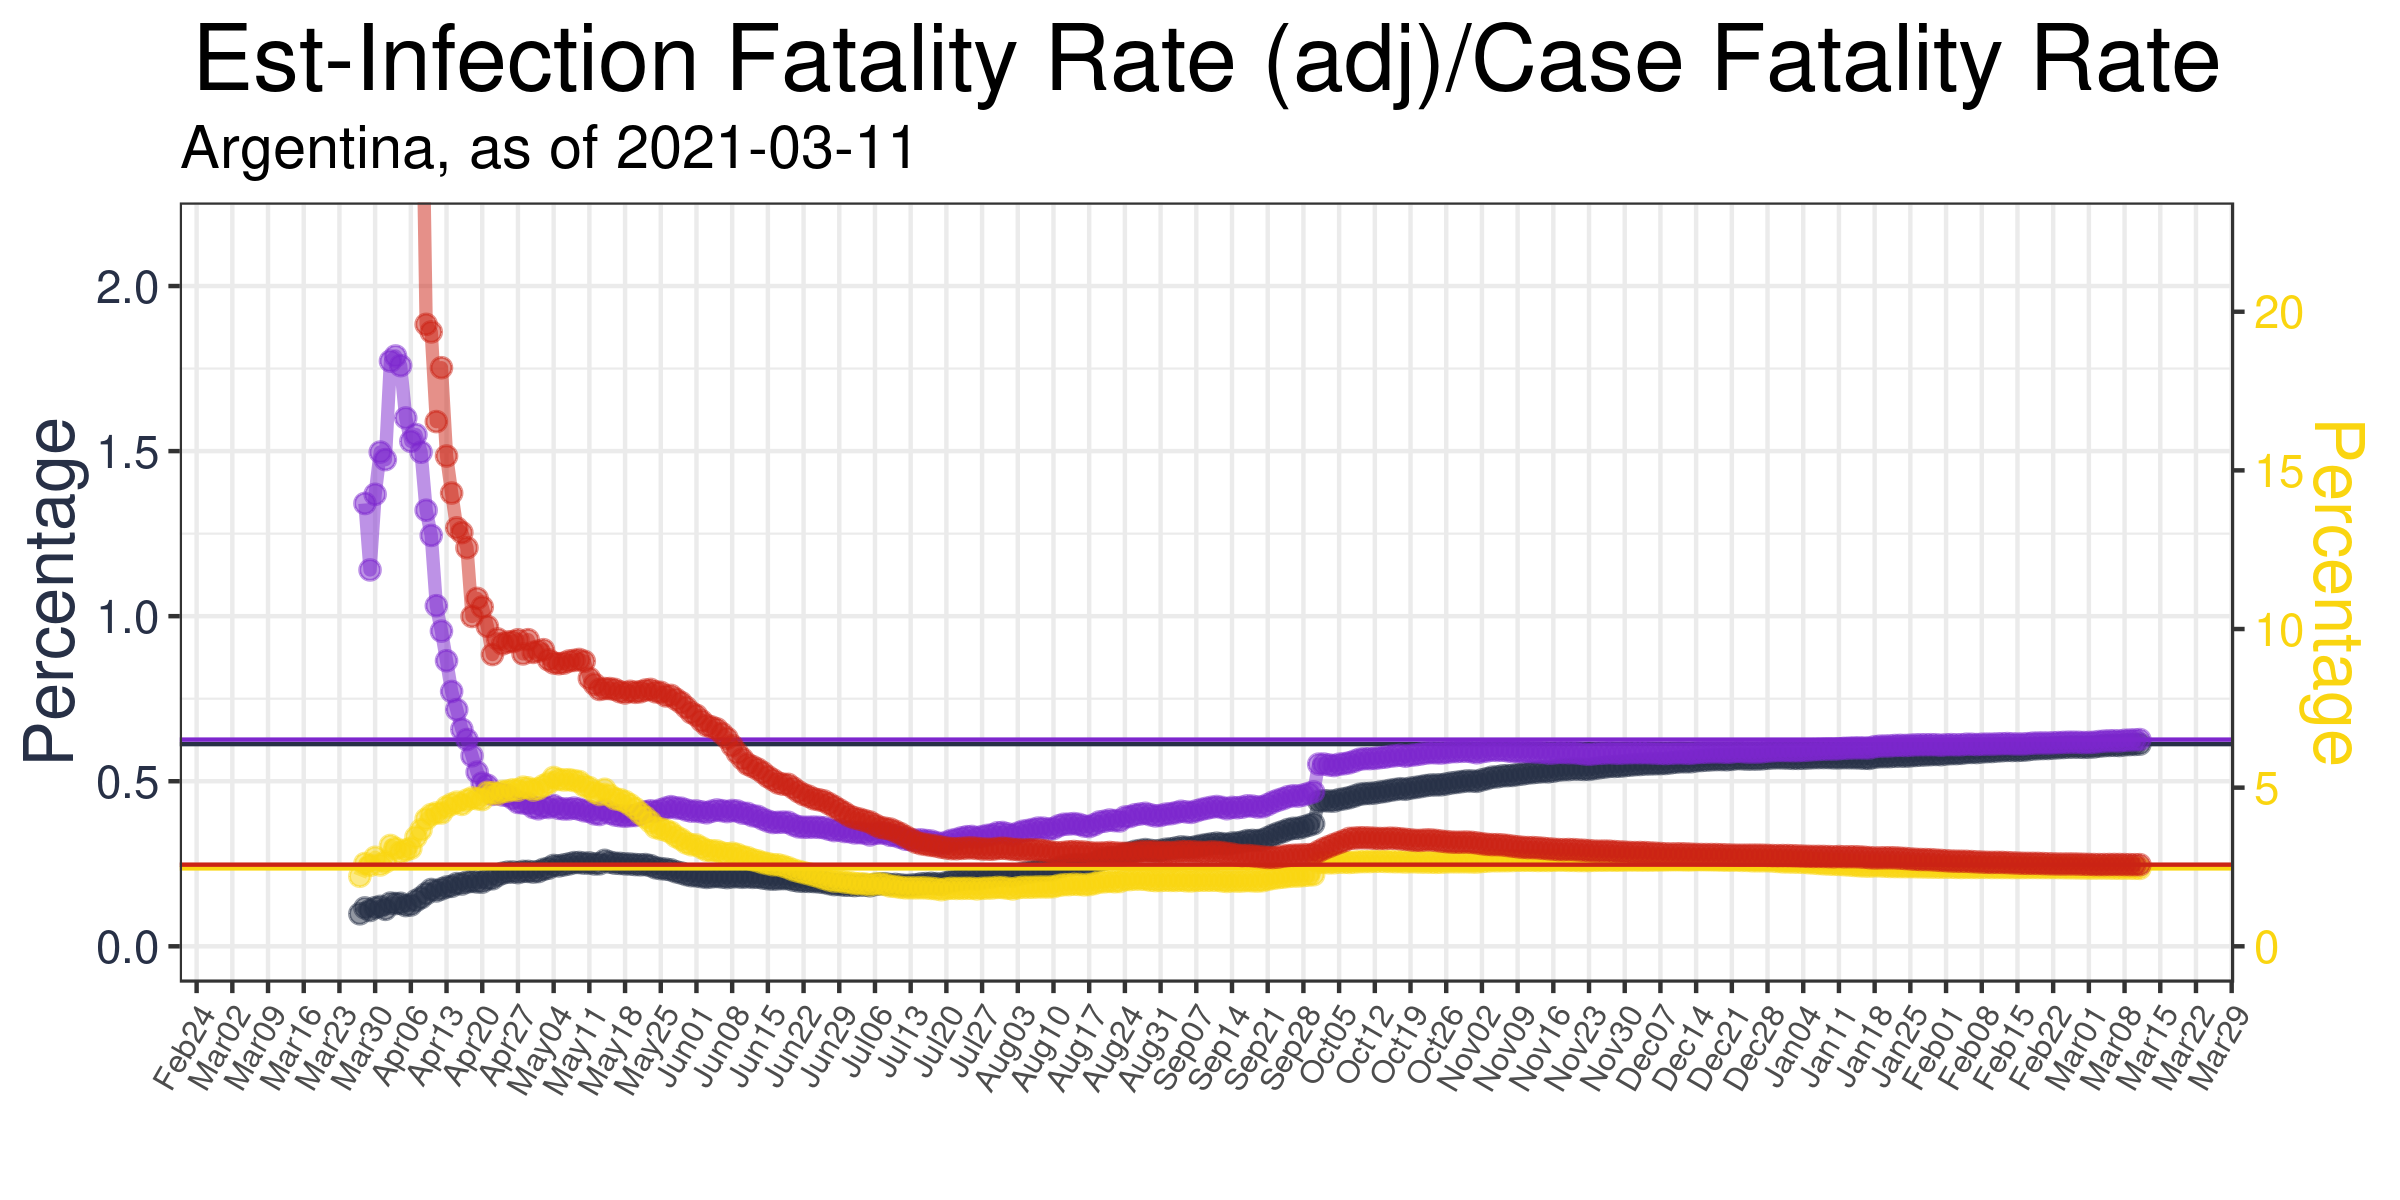 Est-Infection Fatality Rate (adj)/Case Fatality Rate
Argentina, as of 2021-03-11
Percentage
2.0
1.5
1.0
0.5
0.0
20
15
10
5
0
Percentage
Feb24
Mar02
Mar09
Mar16
Mar23
Mar30
Apr06
Apr13
Apr20
Apr27
May04
May11
May18
May25
Jun01
Jun08
Jun15
Jun22
Jun29
Jul06
Jul13
Jul20
Jul27
Aug03
Aug10
Aug17
Aug24
Aug31
Sep07
Sep14
Sep21
Sep28
Oct05
Oct12
Oct19
Oct26
Nov02
Nov09
Nov16
Nov23
Nov30
Dec07
Dec14
Dec21
Dec28
Dec04
Jan11
Jan18
Jan25
Feb01
Feb08
Feb15
Feb22
Mar01
Mar08
Mar15
Mar22
Mar29